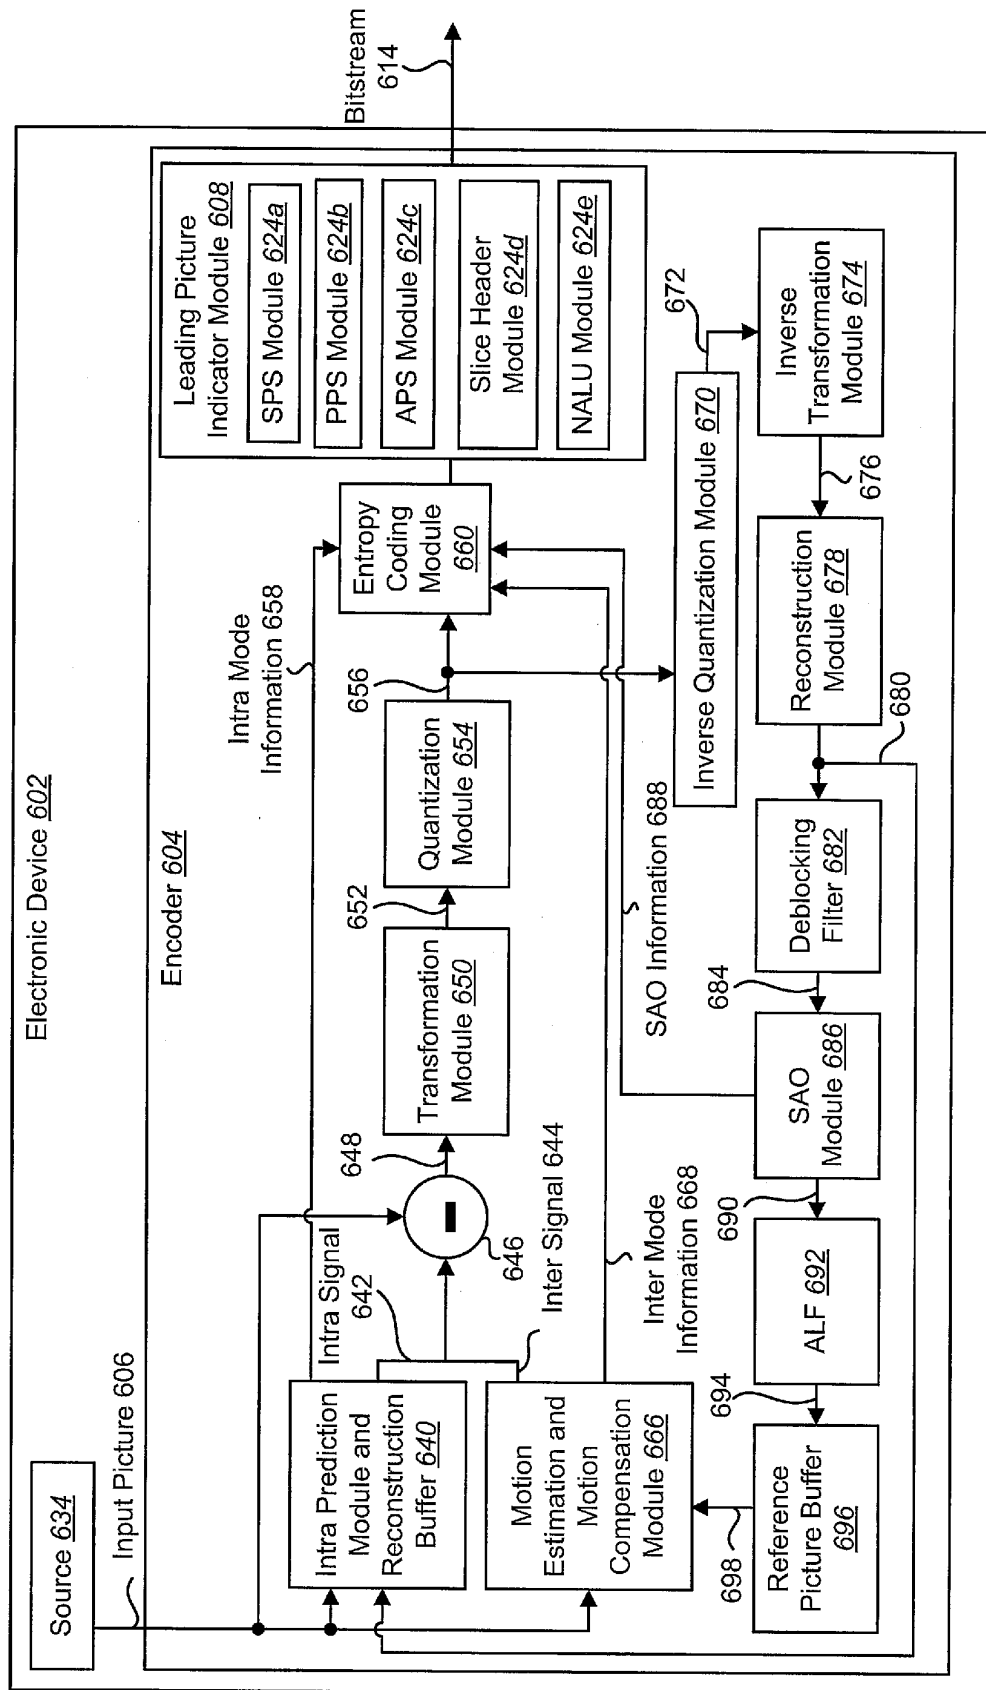 Electronic Device 602
Source 634
Input Picture 606
Encoder 604
Bitstream
614
Leading Picture
Indicator Module 608
SPS Module 624a
PPS Module 624b
APS Module 624c
Slice Header
Module 624d
NALU Module 624e
Intra Mode
Information 658
Intra Prediction
Module and
Reconstruction
Buffer 640
Intra Signal
642
646
648
Transformation
Module 650
652
Quantization
Module 654
656
Entropy
Coding
Module
660
Motion
Estimation and
Motion
Compensation
Module 666
Inter Signal 644
Inter Mode
Information 668
SAO Information 688
Inverse Quantization Module 670
672
Inverse
Transformation
Module 674
676
Reconstruction
Module 678
680
Deblocking
Filter 682
684
SAO
Module 686
690
ALF 692
694
Reference
Picture Buffer
696
698